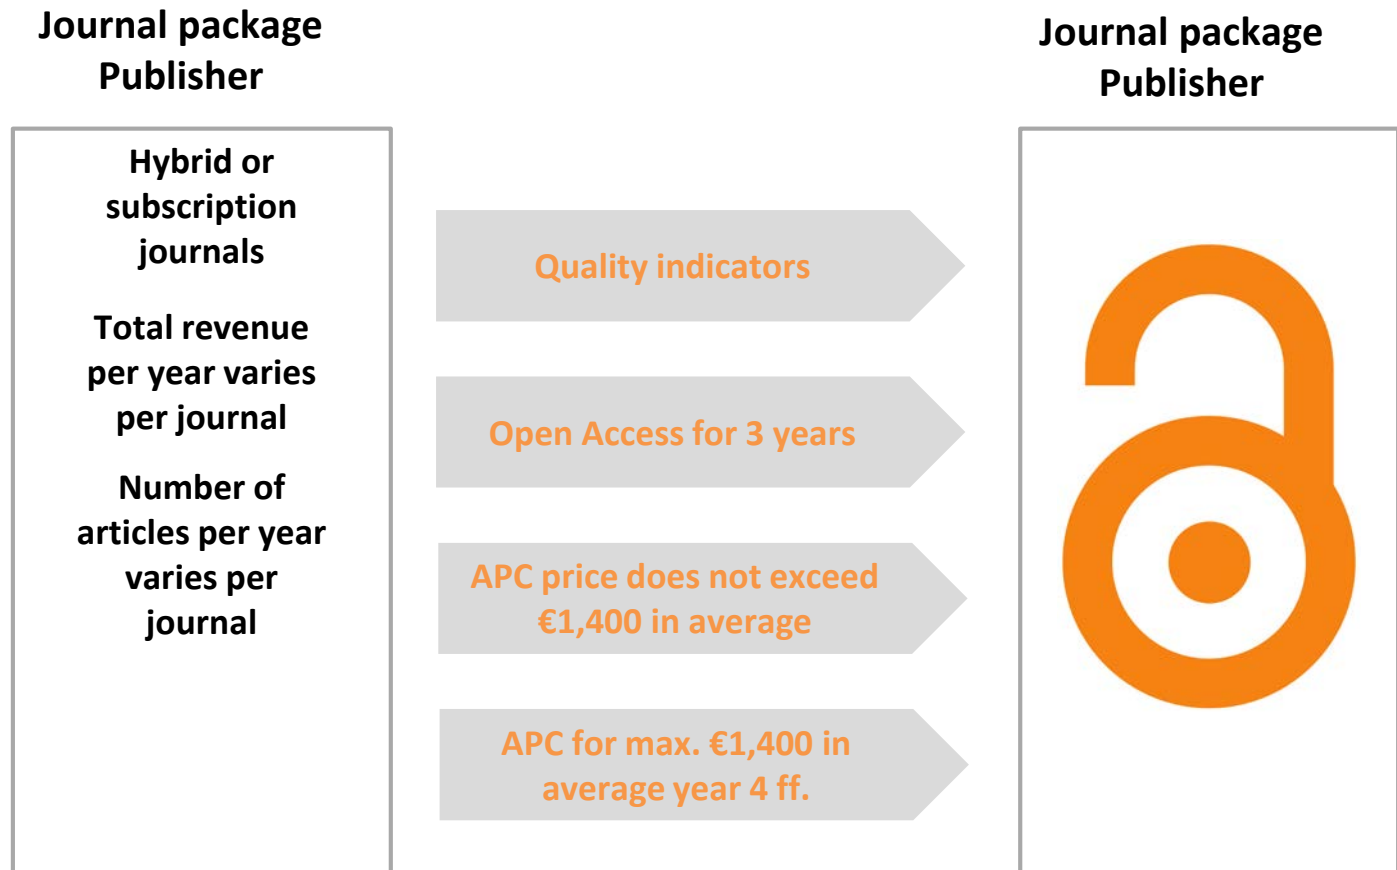 Journal package
Publisher
Hybrid or
subscription
journals
Total revenue
per year varies
per journal
Number of
articles per year
varies per
journal
Quality indicators
Open Access for 3 years
APC price does not exceed
€1,400 in average
APC for max. €1,400 in
average year 4 ff.
Journal package
Publisher